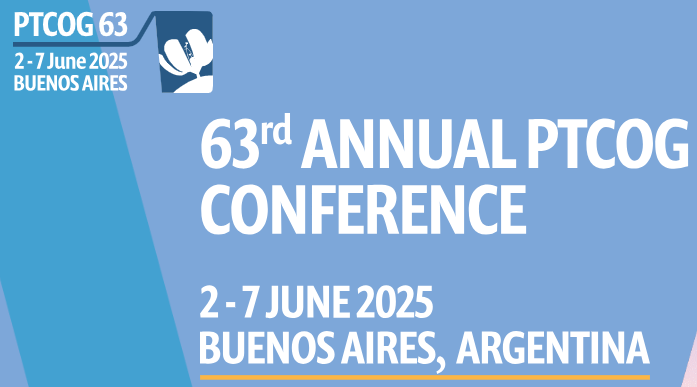 PTCOG 63
2 - 7 June 2025
BUENOS AIRES
63rd ANNUAL PTCOG
CONFERENCE
2 - 7 JUNE 2025
BUENOS AIRES, ARGENTINA